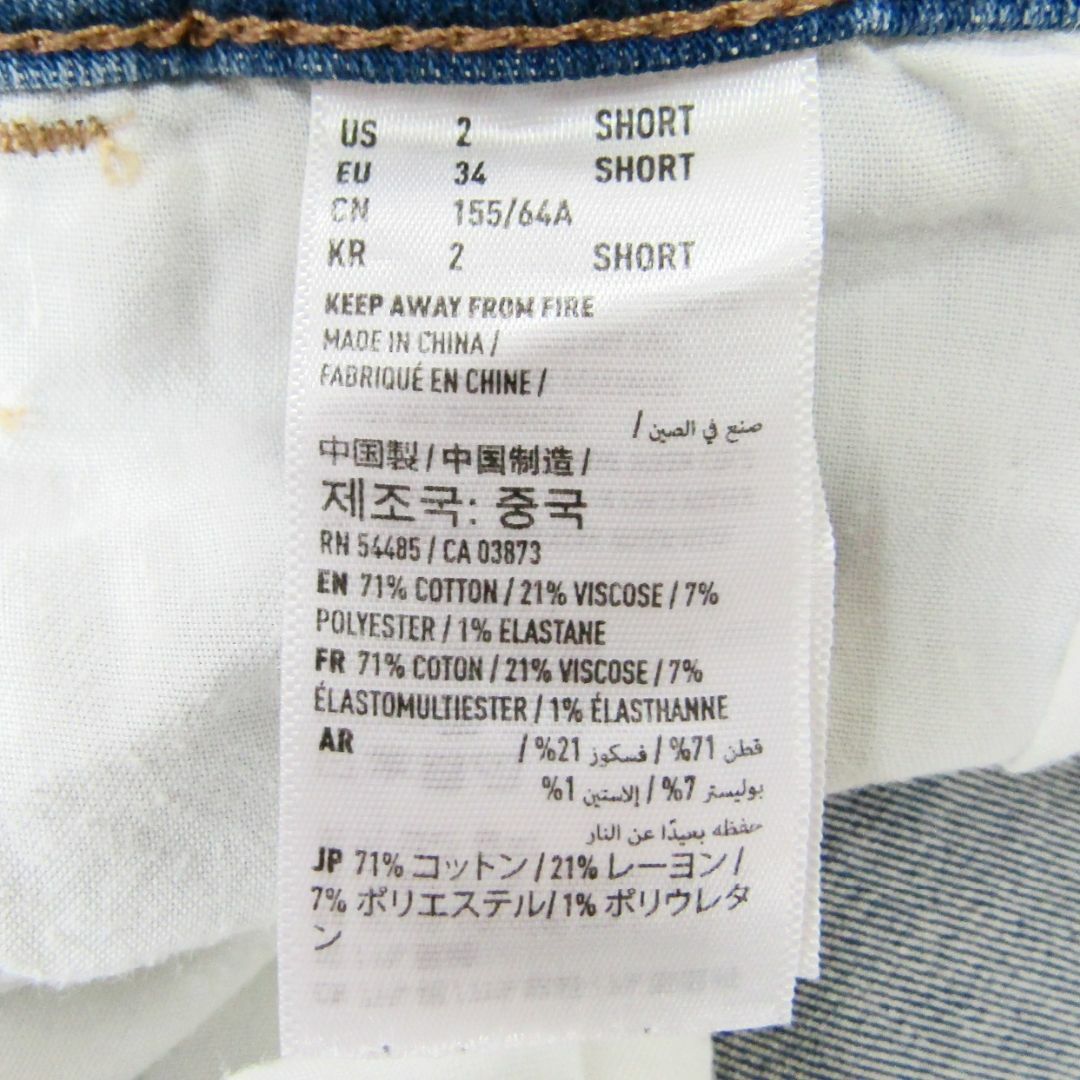 US 2 SHORT
EU 34 SHORT
CN 155/64A
KR 2 SHORT
KEEP AWAY FROM FIRE
MADE IN CHINA /
FABRIQUÉ EN CHINE /
صنع في الصين /
中国製 / 中国制造 /
제조국: 중국
RN 54485 / CA 03873
EN 71% COTTON / 21% VISCOSE / 7%
POLYESTER / 1% ELASTANE
FR 71% COTON / 21% VISCOSE / 7%
ÉLASTOMULTIESTER / 1% ÉLASTHANNE
AR قطن 71% / فسكوز 21% /
بوليستر 7% / إلاستين 1%
حفظه بعيدًا عن النار
JP 71% コットン / 21% レーヨン /
7% ポリエステル / 1% ポリウレタ
ン